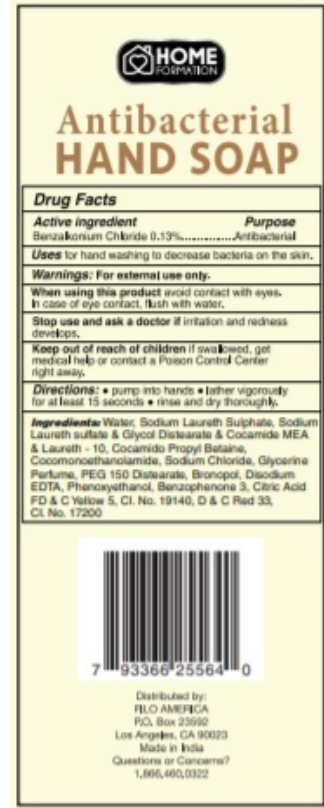 HOME
FORMATION
Antibacterial
HAND SOAP
Drug Facts
Active ingredient Purpose
Benzalkonium Chloride 0.13%..............Antibacterial
Uses for hand washing to decrease bacteria on the skin.
Warnings: For external use only.
When using this product avoid contact with eyes.
In case of eye contact, flush with water.
Stop use and ask a doctor if irritation and redness
develops.
Keep out of reach of children if swallowed, get
medical help or contact a Poison Control Center
right away.
Directions: • pump into hands • lather vigorously
for at least 15 seconds • rinse and dry thoroughly.
Ingredients: Water, Sodium Laureth Sulphate, Sodium
Laureth sulfate & Glycol Distearate & Cocamide MEA
& Laureth - 10, Cocamido Propyl Betaine,
Cocomonoethanolamide, Sodium Chloride, Glycerine
Perfume, PEG 150 Distearate, Bronopol, Disodium
EDTA, Phenoxyethanol, Benzophenone 3, Citric Acid
FD & C Yellow 5, CI. No. 19140, D & C Red 33,
CI. No. 17200
7 93366 25564 0
Distributed by:
FILO AMERICA
P.O. Box 23592
Los Angeles, CA 90023
Made in India
Questions or Concerns?
1.866.460.0322